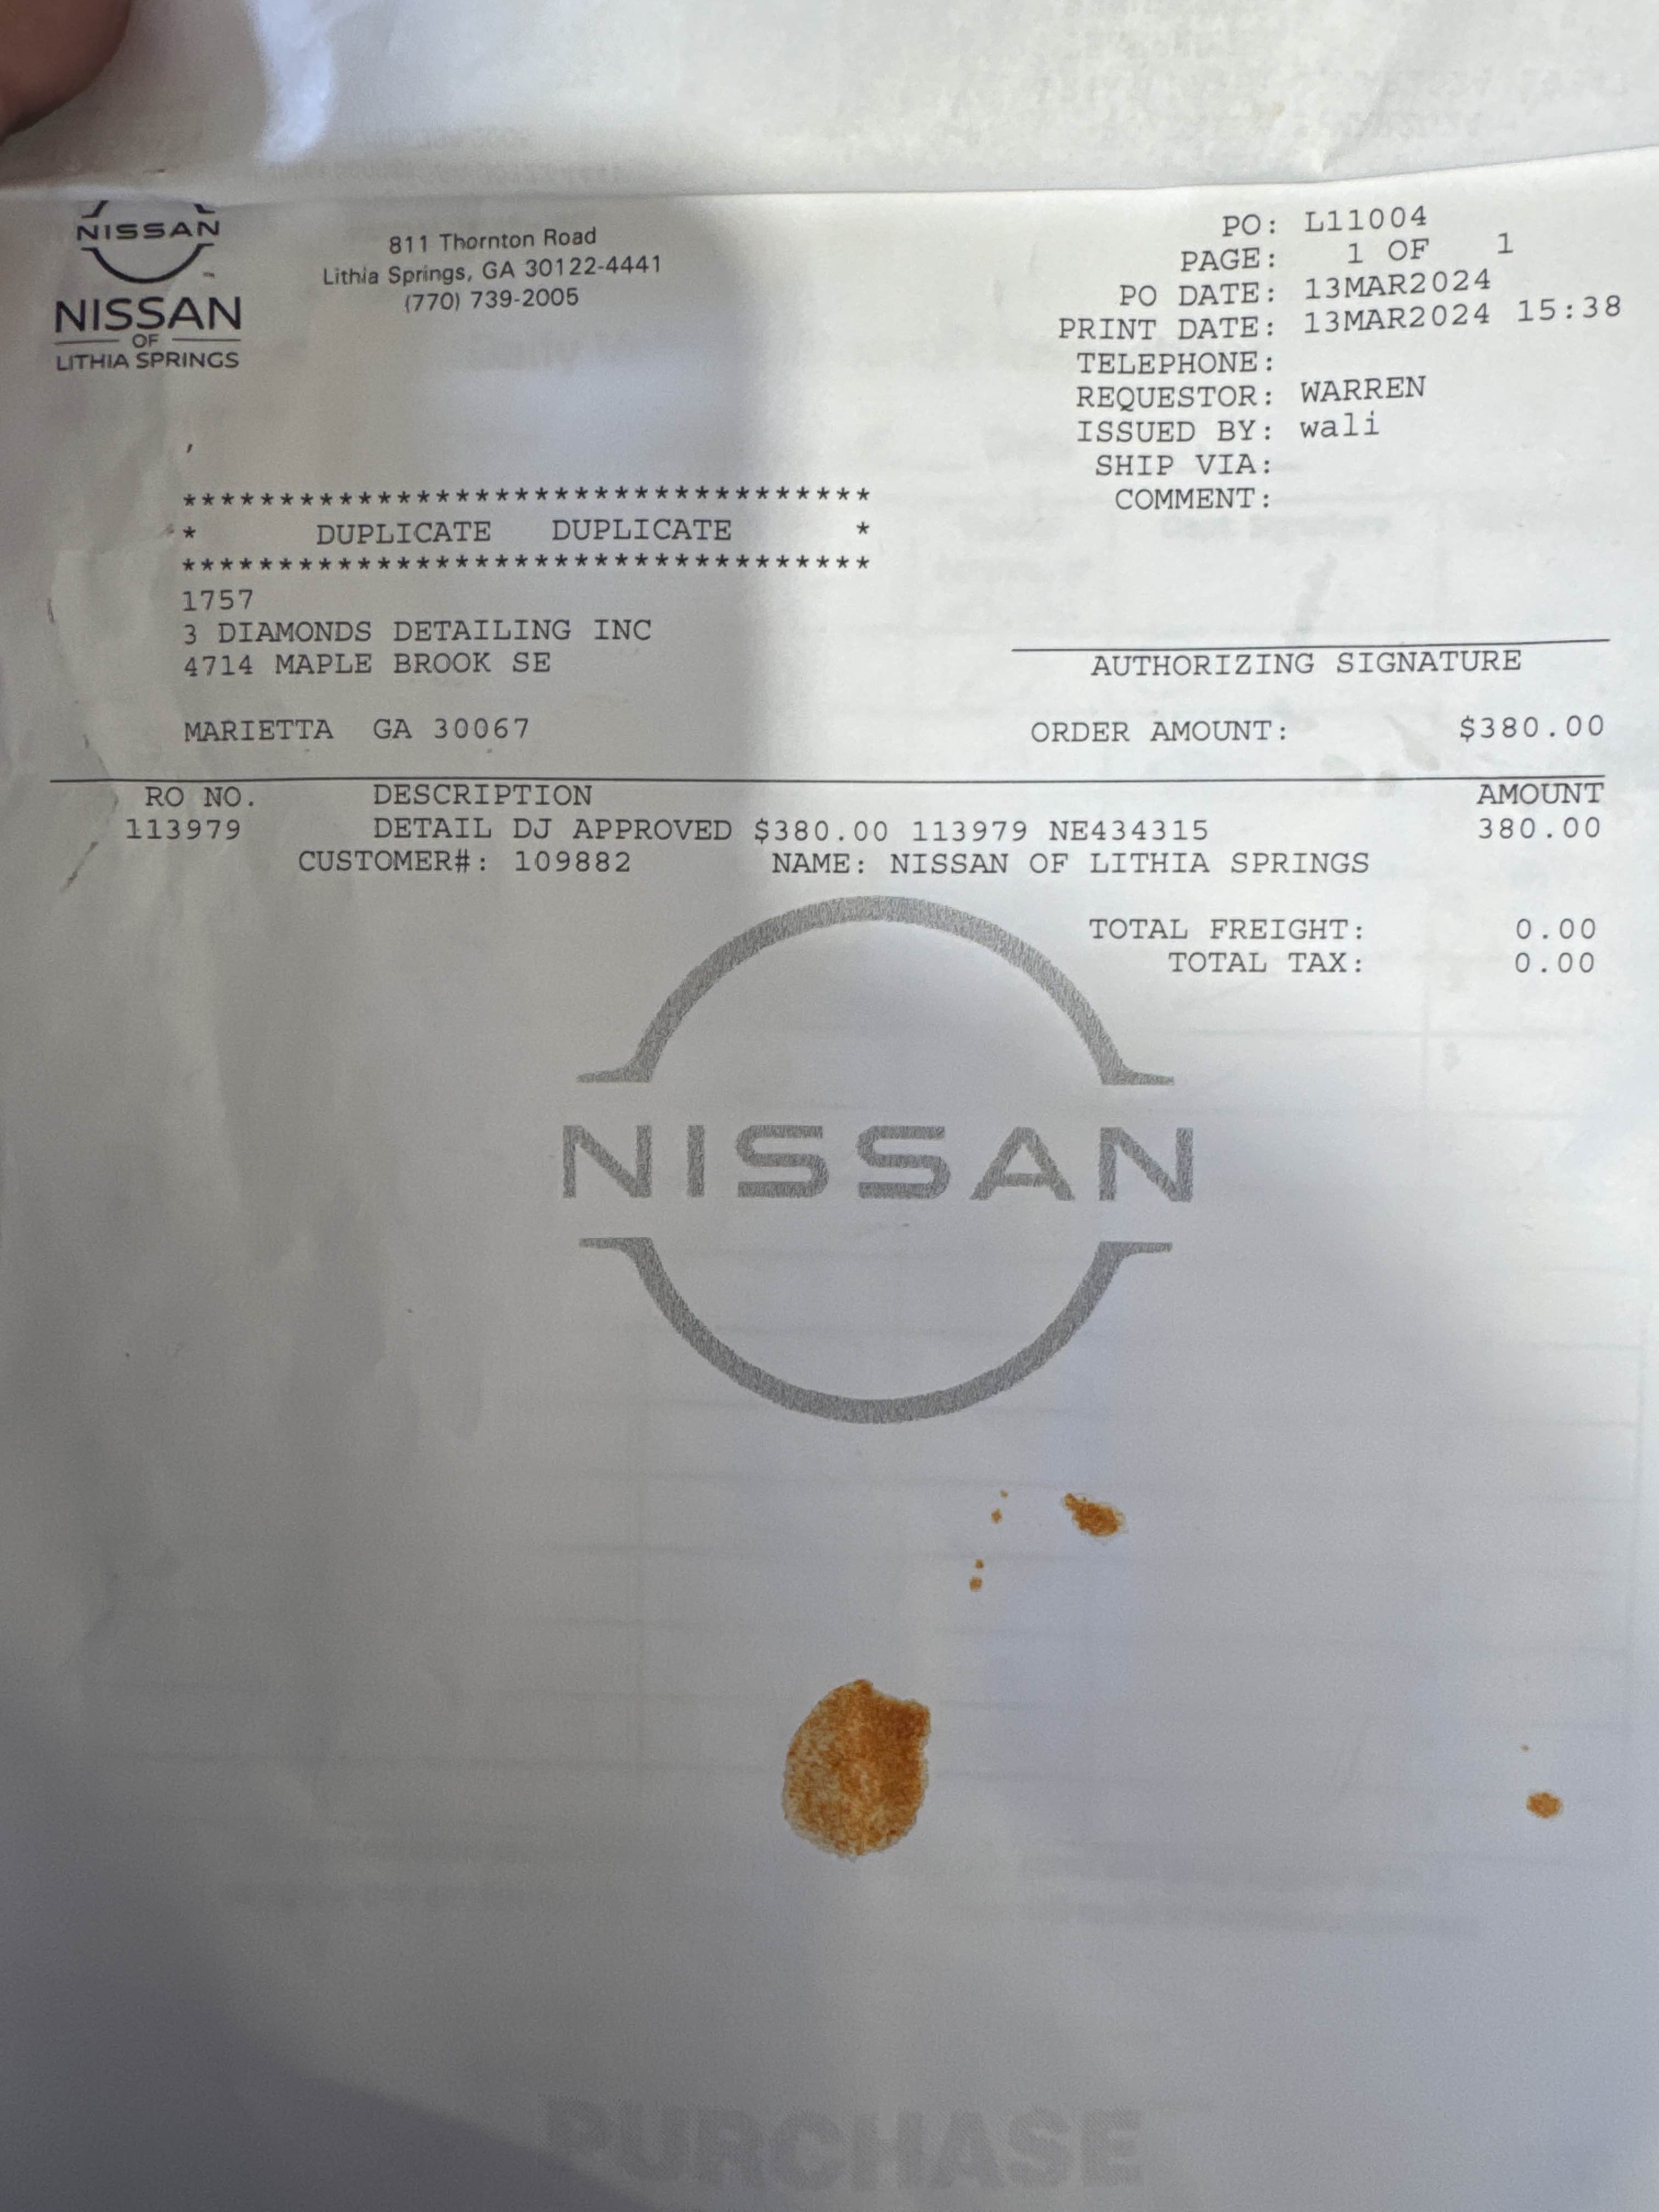 NISSAN
NISSAN
OF
LITHIA SPRINGS
811 Thornton Road
Lithia Springs, GA 30122-4441
(770) 739-2005
PO: L11004
PAGE: 1 OF 1
PO DATE: 13MAR2024
PRINT DATE: 13MAR2024 15:38
TELEPHONE:
REQUESTOR: WARREN
ISSUED BY: wali
SHIP VIA:
COMMENT:
,
***********************************
* DUPLICATE DUPLICATE *
***********************************
1757
3 DIAMONDS DETAILING INC
4714 MAPLE BROOK SE
MARIETTA GA 30067
AUTHORIZING SIGNATURE
ORDER AMOUNT: $380.00
RO NO. DESCRIPTION AMOUNT
113979 DETAIL DJ APPROVED $380.00 113979 NE434315 380.00
CUSTOMER#: 109882 NAME: NISSAN OF LITHIA SPRINGS
TOTAL FREIGHT: 0.00
TOTAL TAX: 0.00
NISSAN
PURCHASE